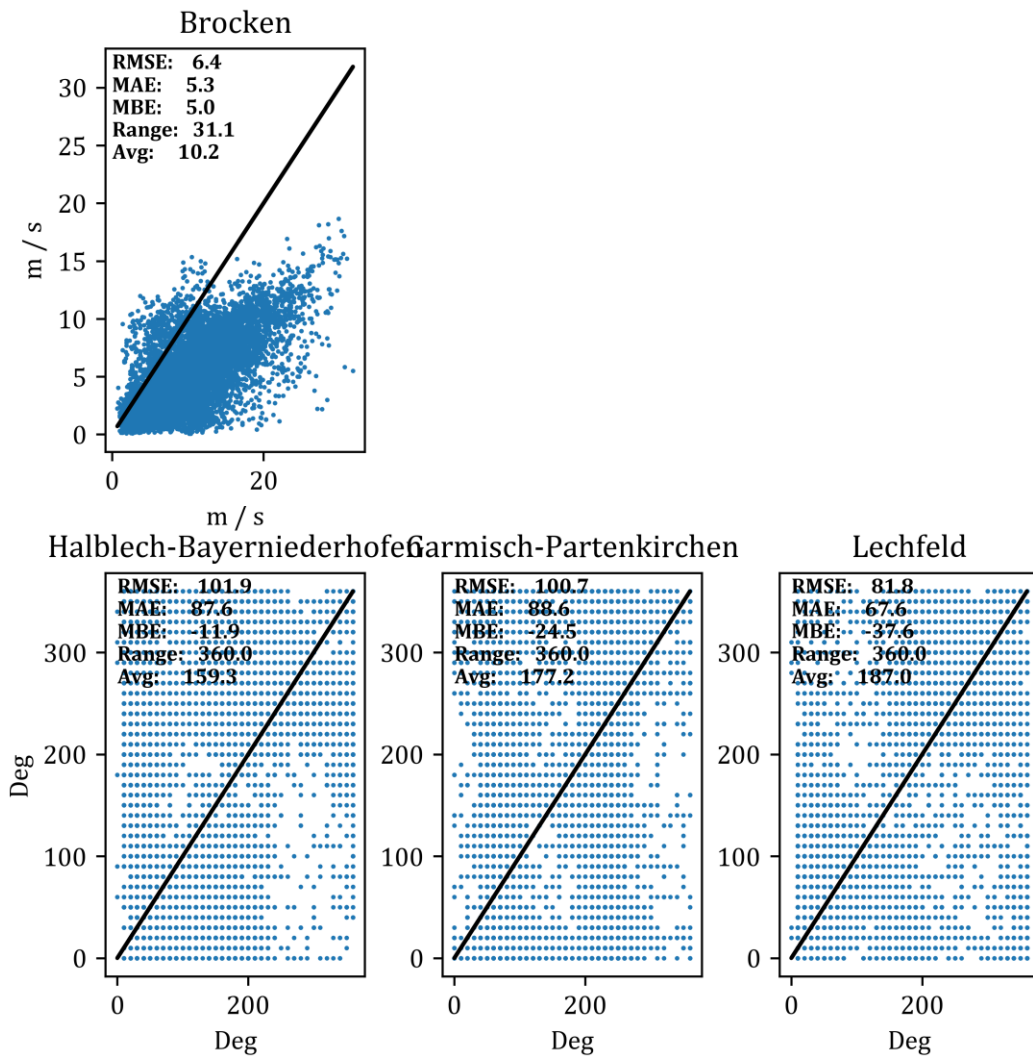 Brocken
RMSE: 6.4
MAE: 5.3
MBE: 5.0
Range: 31.1
Avg: 10.2
30
25
20
15
10
5
0
m / s
0 20
m / s
Halblech-Bayerniederhofen
RMSE: 101.9
MAE: 87.6
MBE: -11.9
Range: 360.0
Avg: 159.3
300
200
100
0
Deg
0 200
Deg
Garmisch-Partenkirchen
RMSE: 100.7
MAE: 88.6
MBE: -24.5
Range: 360.0
Avg: 177.2
300
200
100
0
0 200
Deg
Lechfeld
RMSE: 81.8
MAE: 67.6
MBE: -37.6
Range: 360.0
Avg: 187.0
300
200
100
0
0 200
Deg